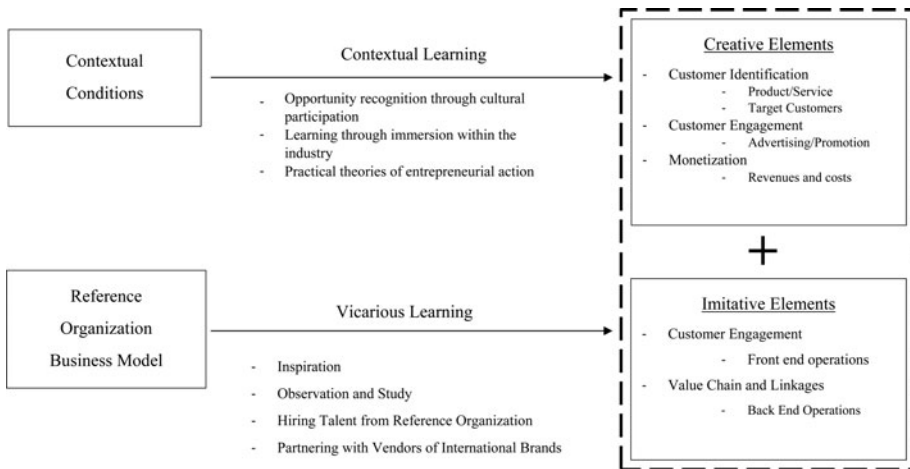 Contextual
Conditions
Contextual Learning
- Opportunity recognition through cultural
participation
- Learning through immersion within the
industry
- Practical theories of entrepreneurial action
Creative Elements
- Customer Identification
- Product/Service
- Target Customers
- Customer Engagement
- Advertising/Promotion
- Monetization
- Revenues and costs
+
Reference
Organization
Business Model
Vicarious Learning
- Inspiration
- Observation and Study
- Hiring Talent from Reference Organization
- Partnering with Vendors of International Brands
Imitative Elements
- Customer Engagement
- Front end operations
- Value Chain and Linkages
- Back End Operations